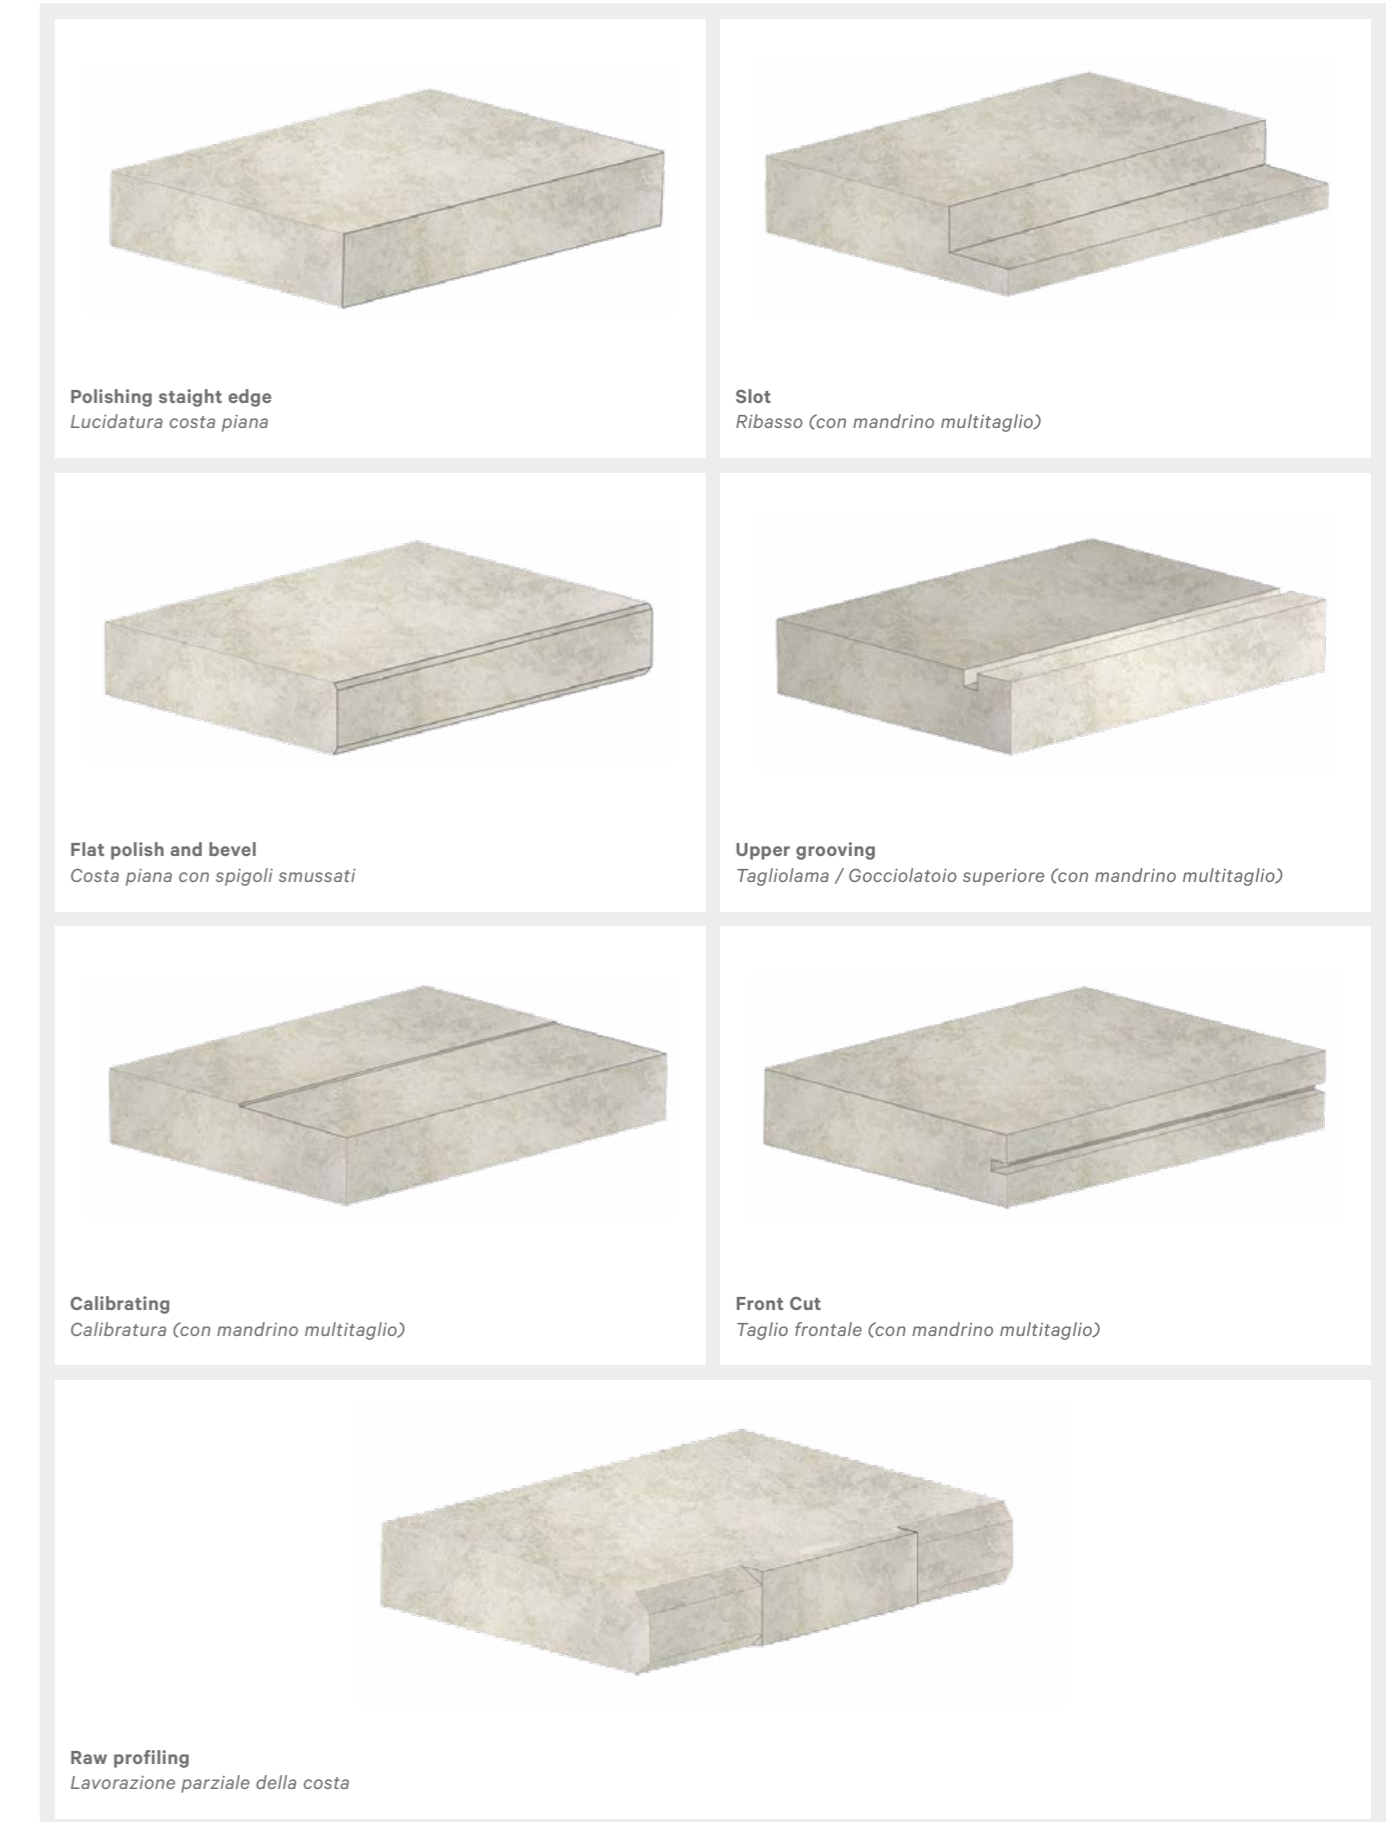 Polishing staight edge
Lucidatura costa piana
Slot
Ribasso (con mandrino multitaglio)
Flat polish and bevel
Costa piana con spigoli smussati
Upper grooving
Tagliolama / Gocciolatoio superiore (con mandrino multitaglio)
Calibrating
Calibratura (con mandrino multitaglio)
Front Cut
Taglio frontale (con mandrino multitaglio)
Raw profiling
Lavorazione parziale della costa